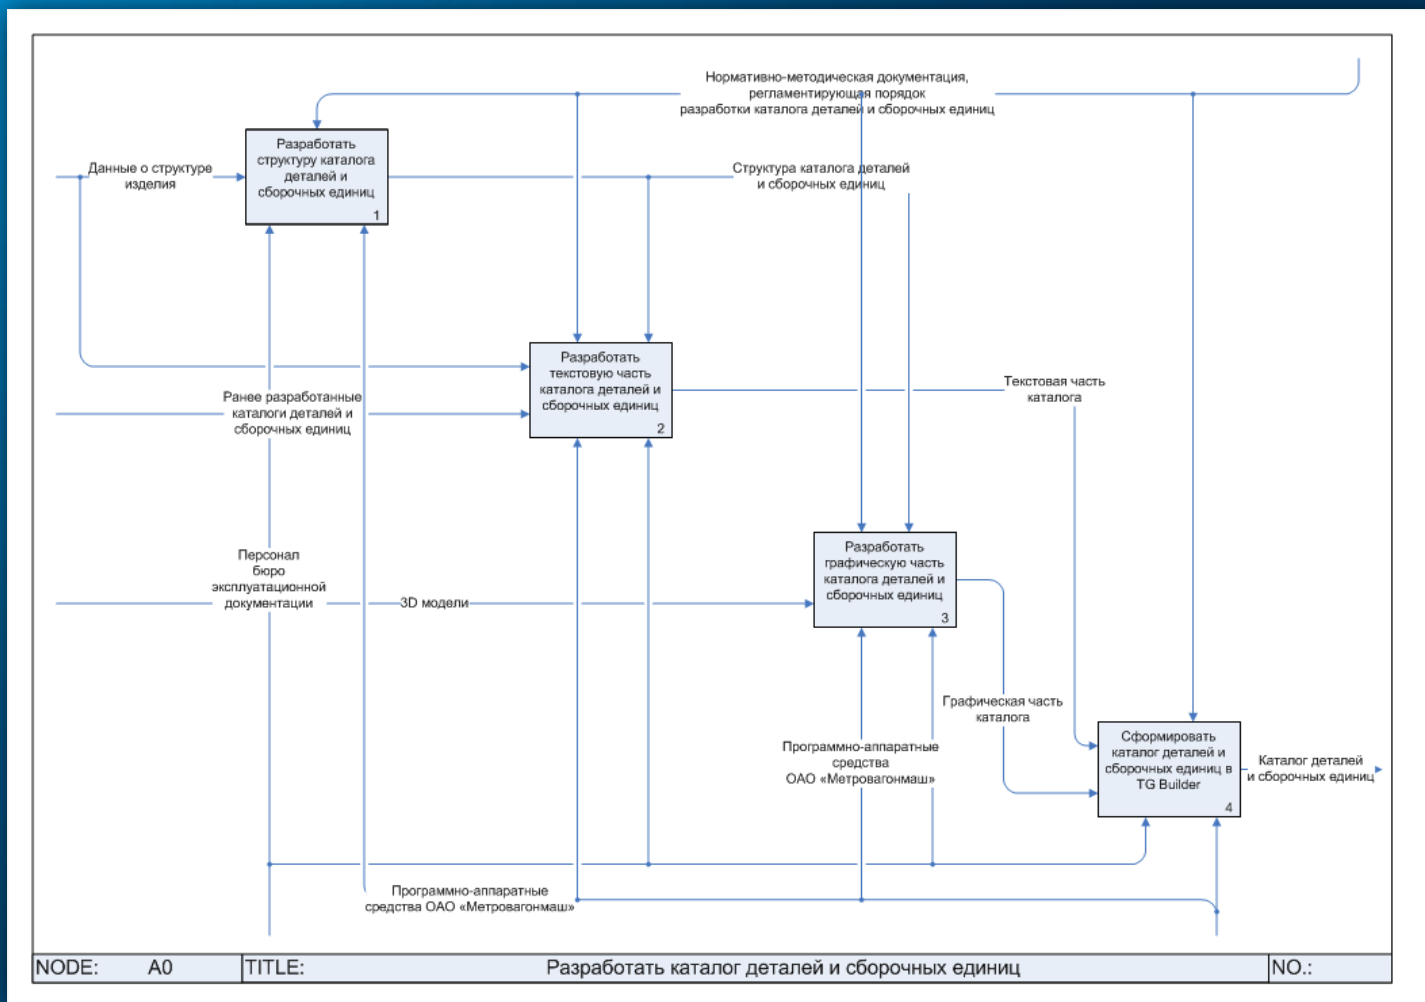 Нормативно-методическая документация,
регламентирующая порядок
разработки каталога деталей и сборочных единиц
Разработать
структуру каталога
деталей и
сборочных единиц
1
Данные о структуре
изделия
Структура каталога деталей
и сборочных единиц
Разработать
текстовую часть
каталога деталей и
сборочных единиц
2
Ранее разработанные
каталоги деталей и
сборочных единиц
Текстовая часть
каталога
Разработать
графическую часть
каталога деталей и
сборочных единиц
3
Персонал
бюро
эксплуатационной
документации
3D модели
Графическая часть
каталога
Программно-аппаратные
средства
ОАО «Метровагонмаш»
Сформировать
каталог деталей и
сборочных единиц в
TG Builder
4
Каталог деталей
и сборочных единиц
Программно-аппаратные
средства ОАО «Метровагонмаш»
NODE: A0 TITLE: Разработать каталог деталей и сборочных единиц NO.: